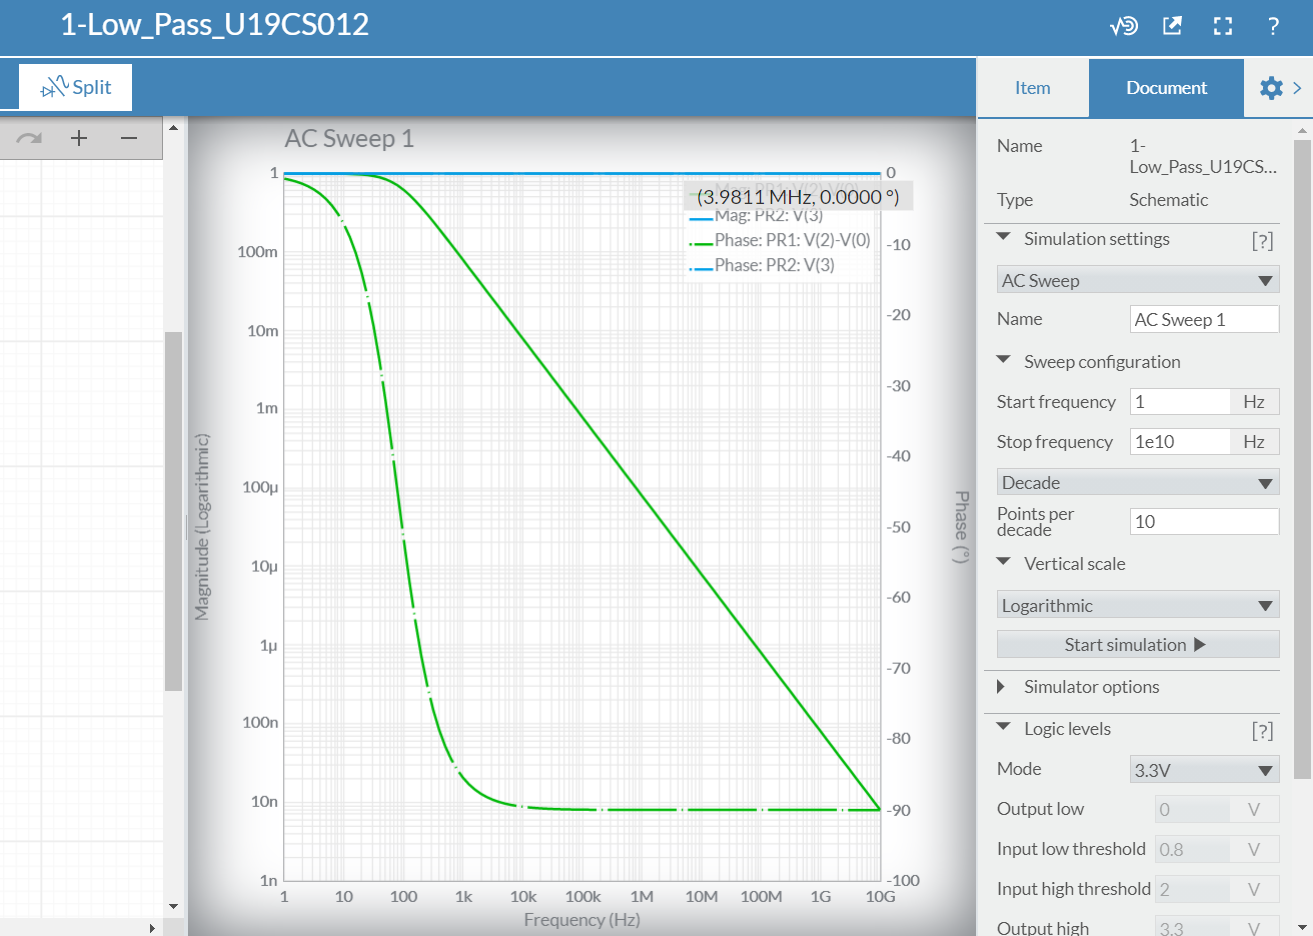 1-Low_Pass_U19CS012
?
Split
Item
Document
AC Sweep 1
1
100m
10m
1m
100µ
10µ
1µ
100n
10n
1n
Magnitude (Logarithmic)
1 10 100 1k 10k 100k 1M 10M 100M 1G 10G
Frequency (Hz)
0
-10
-20
-30
-40
-50
-60
-70
-80
-90
-100
Phase (°)
Mag: PR1: V(2)-V(0)
(3.9811 MHz, 0.0000 °)
Mag: PR2: V(3)
Phase: PR1: V(2)-V(0)
Phase: PR2: V(3)
Name 1-
Low_Pass_U19CS...
Type Schematic
Simulation settings [?]
AC Sweep
Name AC Sweep 1
Sweep configuration
Start frequency 1 Hz
Stop frequency 1e10 Hz
Decade
Points per
decade 10
Vertical scale
Logarithmic
Start simulation
Simulator options
Logic levels [?]
Mode 3.3V
Output low 0 V
Input low threshold 0.8 V
Input high threshold 2 V
Output high 3.3 V